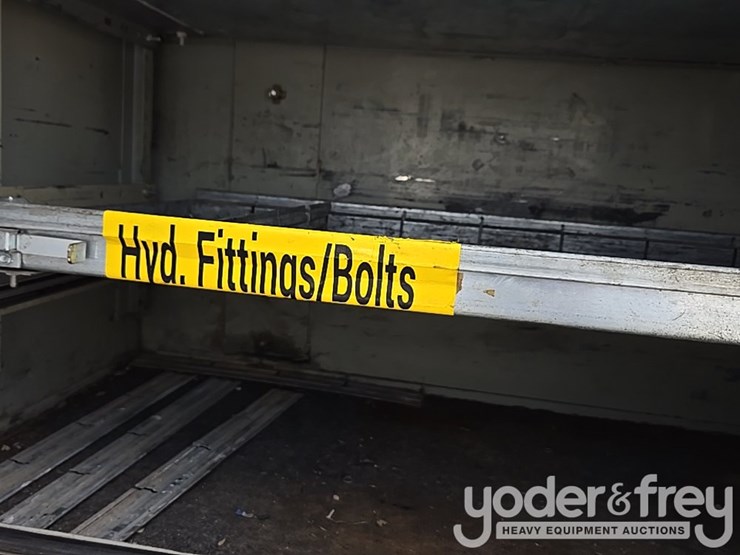 Hyd. Fittings/Bolts
yoder&frey
HEAVY EQUIPMENT AUCTIONS